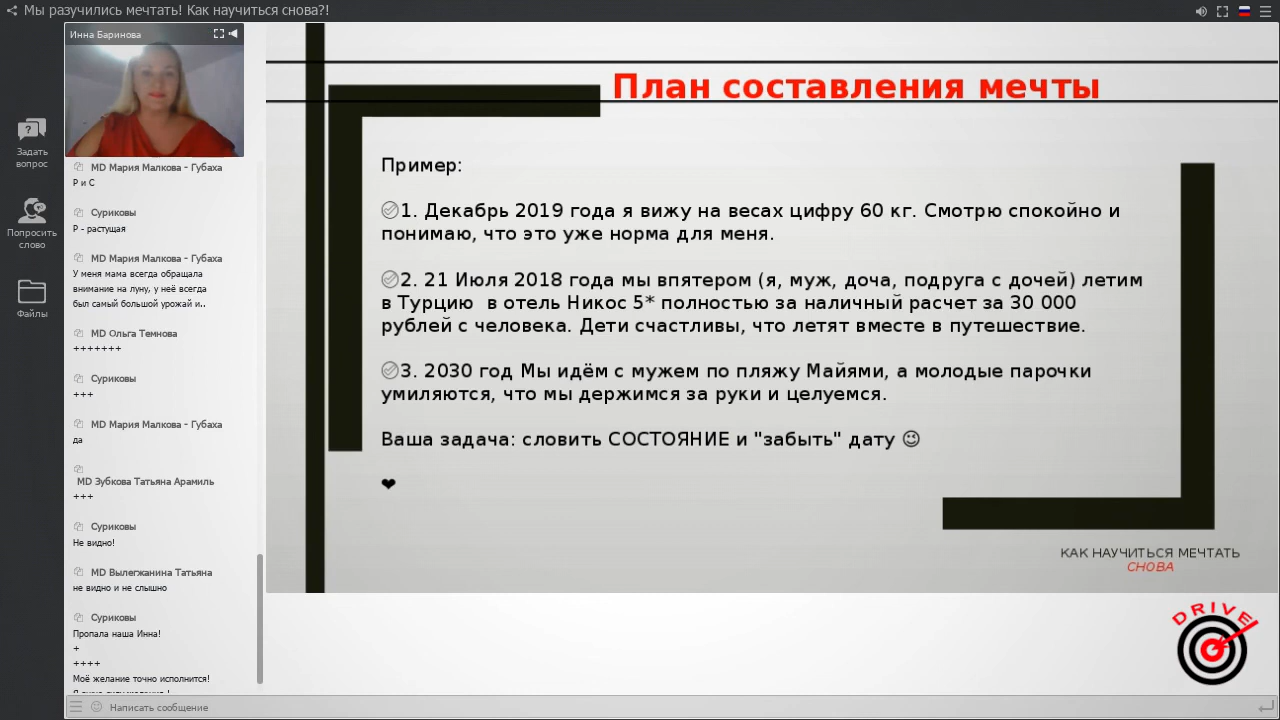 Мы разучились мечтать! Как научиться снова?!
Инна Баринова
Задать
вопрос
Попросить
слово
Файлы
MD Мария Малкова - Губаха
Р и С
Суриковы
Р - растущая
MD Мария Малкова - Губаха
У меня мама всегда обращала
внимание на луну, у неё всегда
был самый большой урожай и..
MD Ольга Темнова
+++++++
Суриковы
+++
MD Мария Малкова - Губаха
да
MD Зубкова Татьяна Арамиль
+++
Суриковы
Не видно!
MD Вылегжанина Татьяна
не видно и не слышно
Суриковы
Пропала наша Инна!
+
++++
Моё желание точно исполнится!
Написать сообщение
План составления мечты
Пример:
1. Декабрь 2019 года я вижу на весах цифру 60 кг. Смотрю спокойно и
понимаю, что это уже норма для меня.
2. 21 Июля 2018 года мы впятером (я, муж, доча, подруга с дочей) летим
в Турцию в отель Никос 5* полностью за наличный расчет за 30 000
рублей с человека. Дети счастливы, что летят вместе в путешествие.
3. 2030 год Мы идём с мужем по пляжу Майями, а молодые парочки
умиляются, что мы держимся за руки и целуемся.
Ваша задача: словить СОСТОЯНИЕ и "забыть" дату 😉
❤
КАК НАУЧИТЬСЯ МЕЧТАТЬ
СНОВА
DRIVE